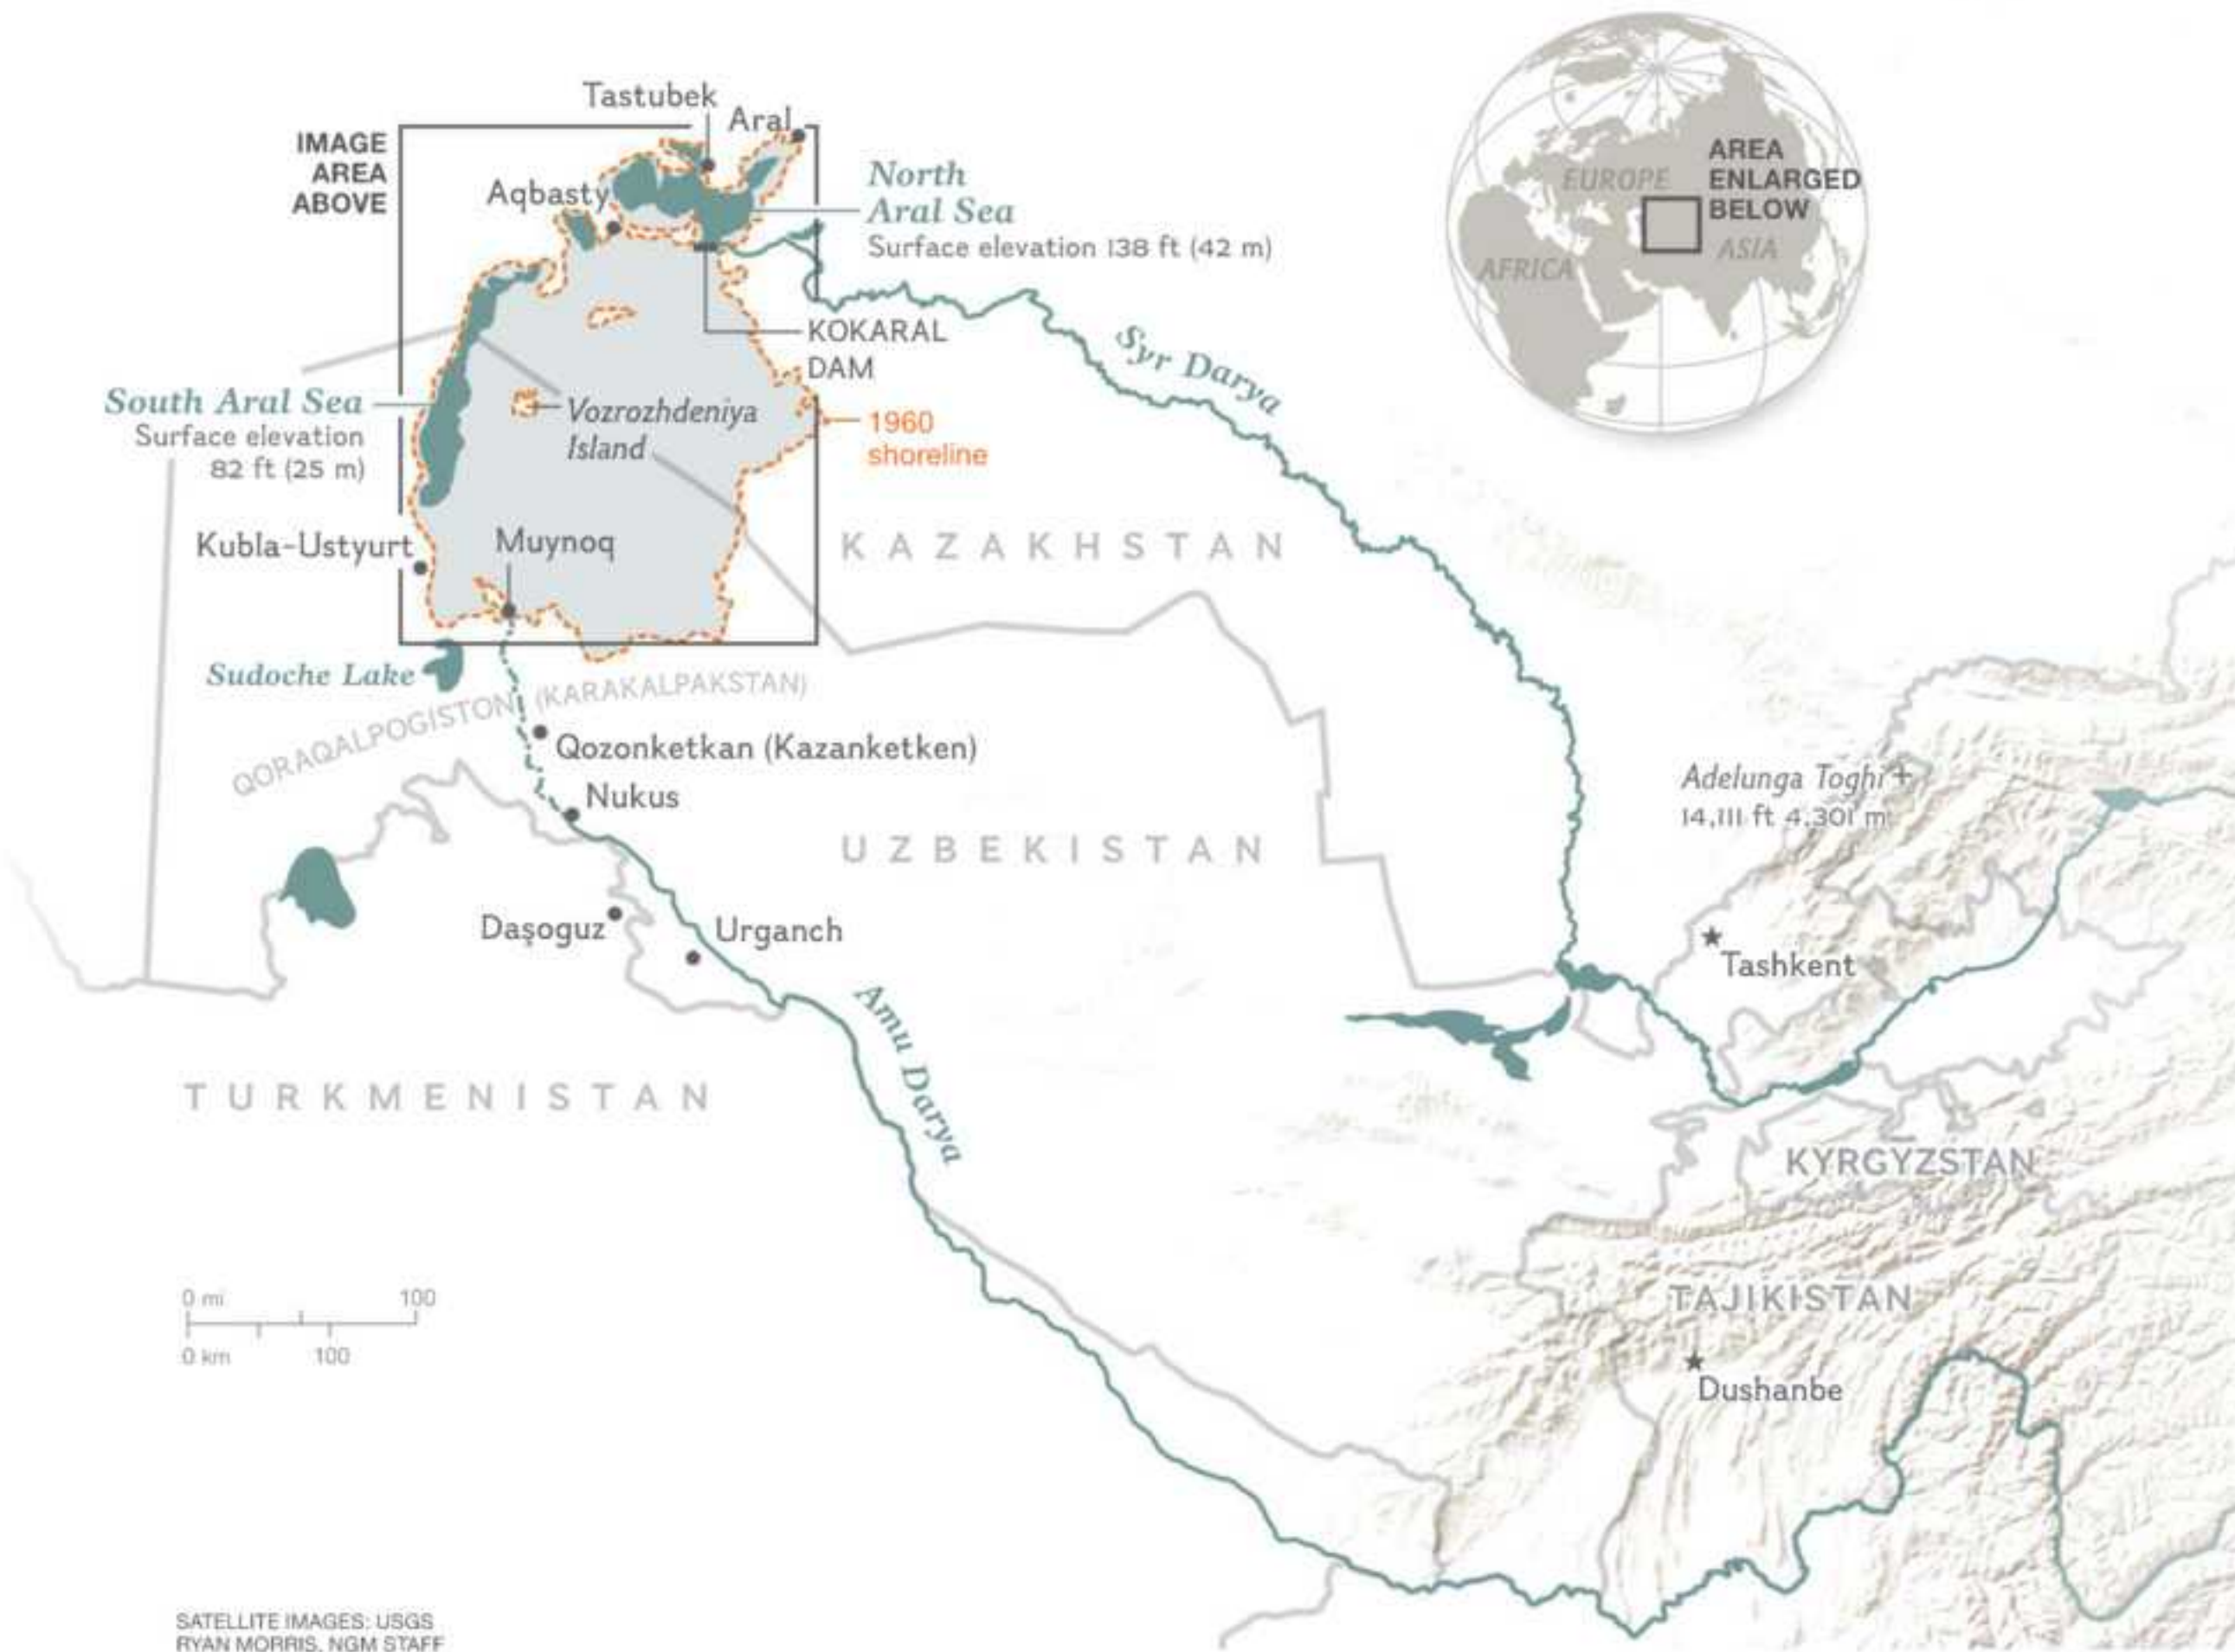 Tastubek
Aral
IMAGE
AREA
ABOVE
Aqbasty
North
Aral Sea
Surface elevation 138 ft (42 m)
AREA
ENLARGED
BELOW
EUROPE
ASIA
AFRICA
KOKARAL
DAM
Syr Darya
South Aral Sea
Surface elevation
82 ft (25 m)
Vozrozhdeniya
Island
1960
shoreline
Kubla-Ustyurt
Muynoq
KAZAKHSTAN
Sudoche Lake
QORAQALPOGISTON (KARAKALPAKSTAN)
Qozonketkan (Kazanketken)
Nukus
Adelunga Toghi +
14,111 ft 4,301 m
UZBEKISTAN
Daşoguz
Urganch
Tashkent
Amu Darya
TURKMENISTAN
KYRGYZSTAN
TAJIKISTAN
Dushanbe
0 mi 100
0 km 100
SATELLITE IMAGES: USGS
RYAN MORRIS, NGM STAFF